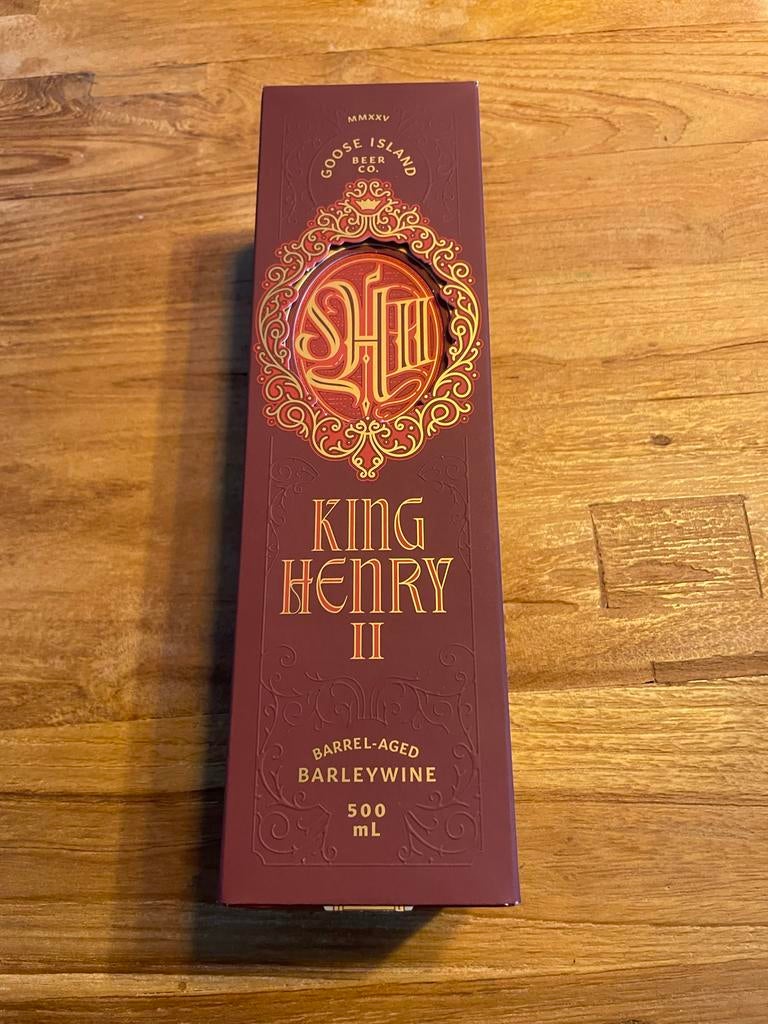 MMXXV
GOOSE ISLAND
BEER
CO.
KING
HENRY
II
BARREL-AGED
BARLEYWINE
500
mL